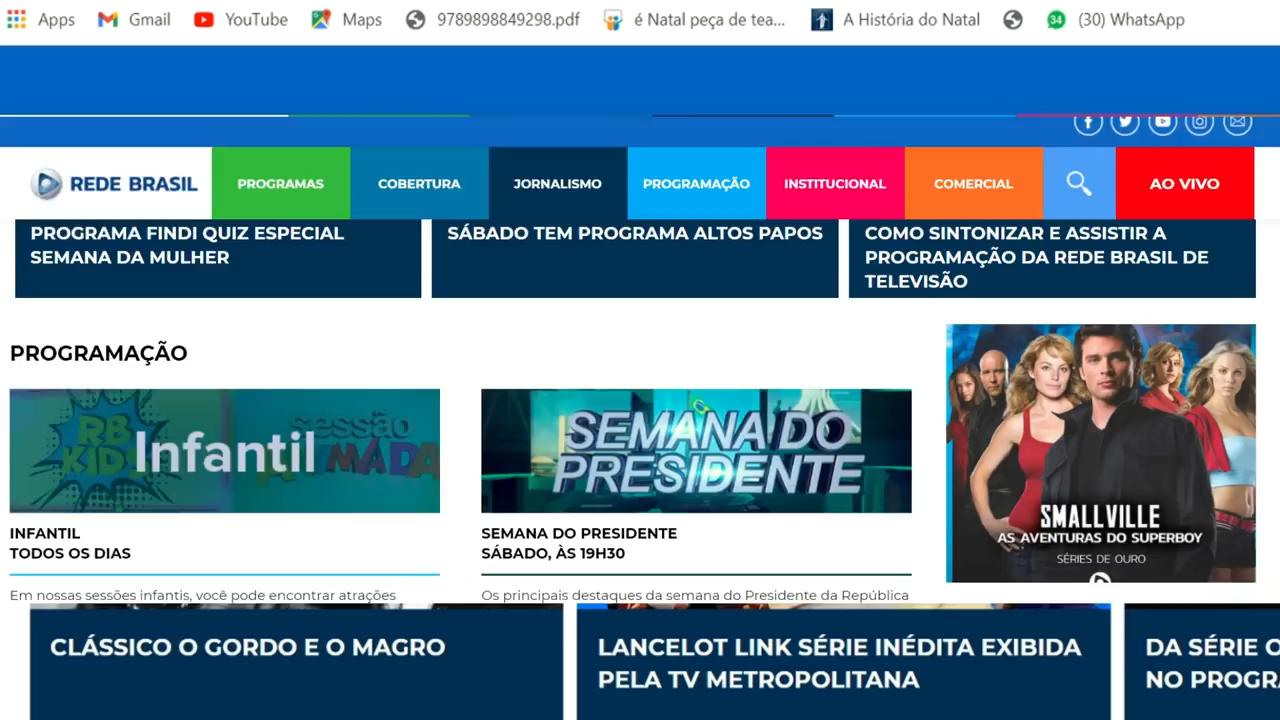 Apps
Gmail
YouTube
Maps
9789898849298.pdf
é Natal peça de tea...
A História do Natal
34
(30) WhatsApp
REDE BRASIL
PROGRAMAS
COBERTURA
JORNALISMO
PROGRAMAÇÃO
INSTITUCIONAL
COMERCIAL
AO VIVO
PROGRAMA FINDI QUIZ ESPECIAL
SEMANA DA MULHER
SÁBADO TEM PROGRAMA ALTOS PAPOS
COMO SINTONIZAR E ASSISTIR A
PROGRAMAÇÃO DA REDE BRASIL DE
TELEVISÃO
PROGRAMAÇÃO
RB
KIDS
sessão
Infantil
SEMANA DO
PRESIDENTE
INFANTIL
TODOS OS DIAS
Em nossas sessões infantis, você pode encontrar atrações
SEMANA DO PRESIDENTE
SÁBADO, ÀS 19H30
Os principais destaques da semana do Presidente da República
SMALLVILLE
AS AVENTURAS DO SUPERBOY
SÉRIES DE OURO
CLÁSSICO O GORDO E O MAGRO
LANCELOT LINK SÉRIE INÉDITA EXIBIDA
PELA TV METROPOLITANA
DA SÉRIE
NO